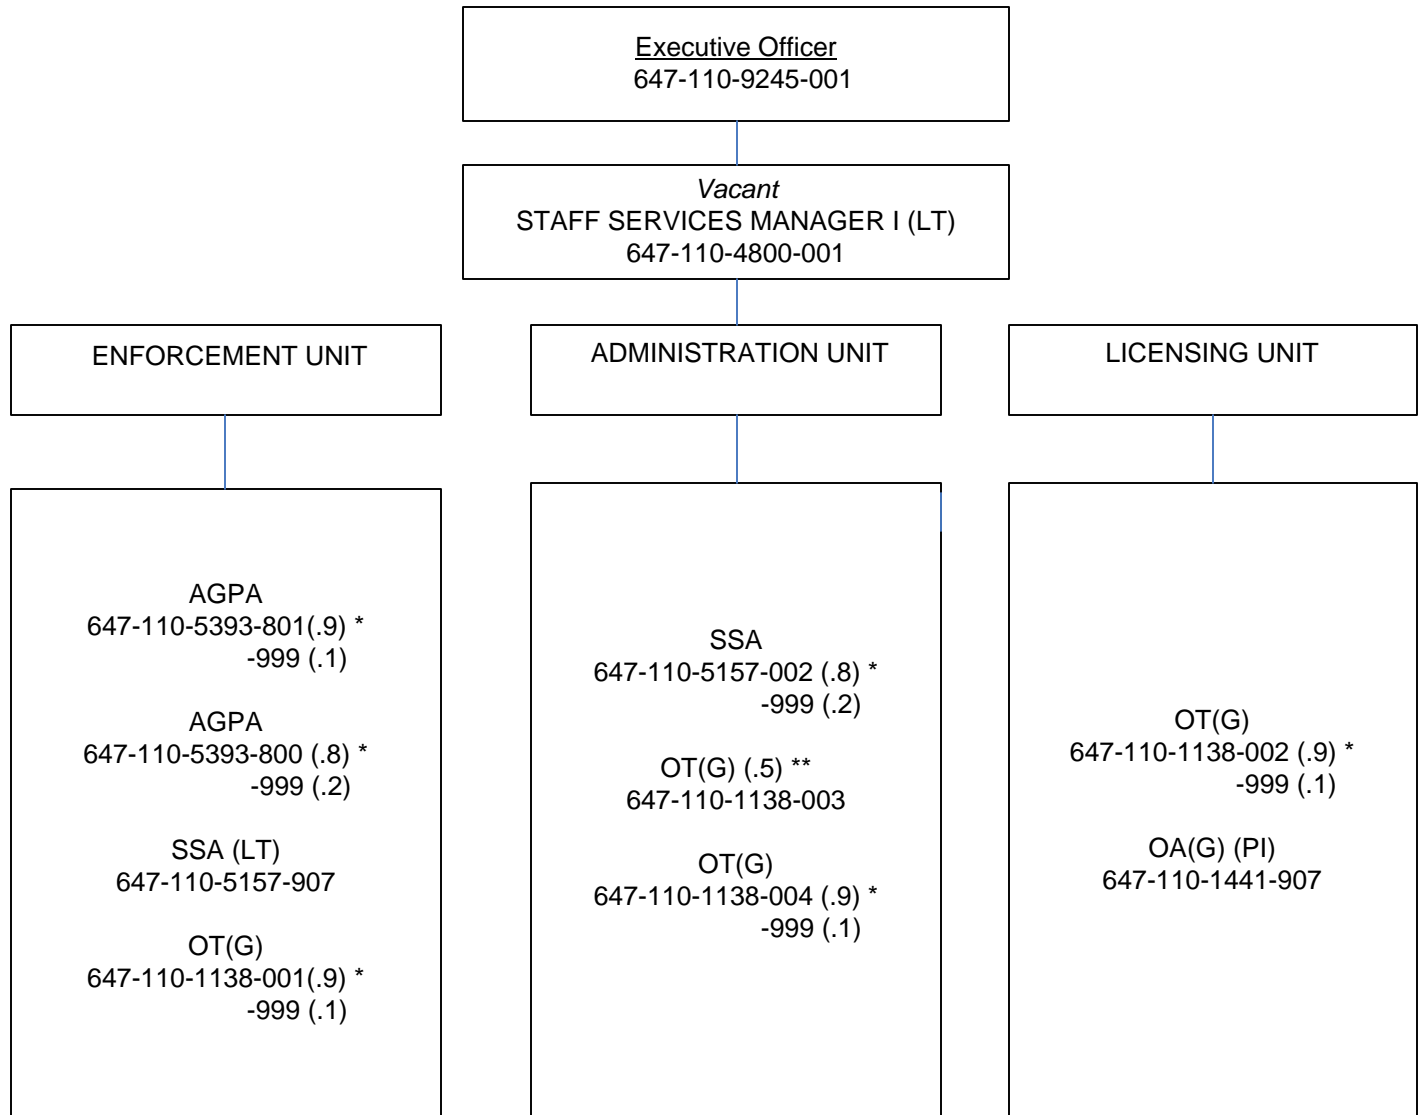 Executive Officer
647-110-9245-001
Vacant
STAFF SERVICES MANAGER I (LT)
647-110-4800-001
ENFORCEMENT UNIT
ADMINISTRATION UNIT
LICENSING UNIT
AGPA
647-110-5393-801(.9) *
-999 (.1)
AGPA
647-110-5393-800 (.8) *
-999 (.2)
SSA (LT)
647-110-5157-907
OT(G)
647-110-1138-001(.9) *
-999 (.1)
SSA
647-110-5157-002 (.8) *
-999 (.2)
OT(G) (.5) **
647-110-1138-003
OT(G)
647-110-1138-004 (.9) *
-999 (.1)
OT(G)
647-110-1138-002 (.9) *
-999 (.1)
OA(G) (PI)
647-110-1441-907